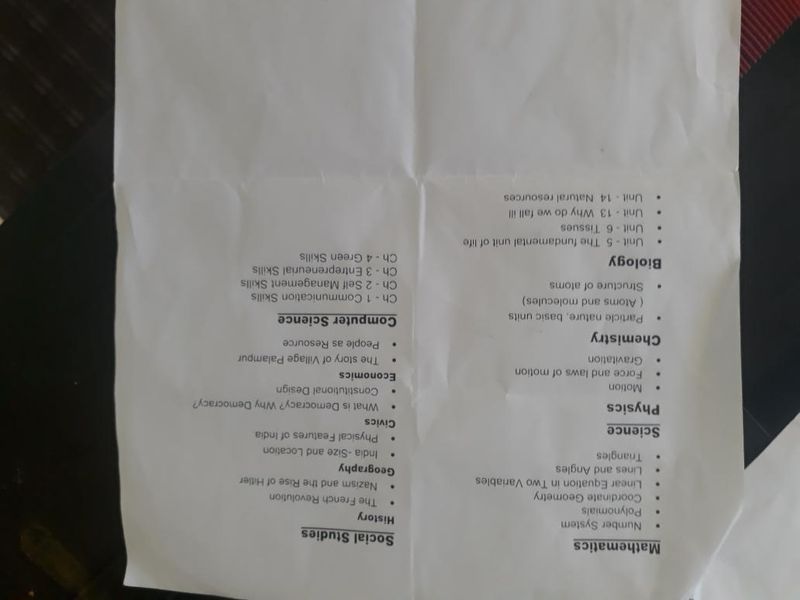 Mathematics
• Number System
• Polynomials
• Coordinate Geometry
• Linear Equation in Two Variables
• Lines and Angles
• Triangles
Science
Physics
• Motion
• Force and laws of motion
• Gravitation
Chemistry
• Particle nature, basic units
( Atoms and molecules)
• Structure of atoms
Biology
• Unit - 5 The fundamental unit of life
• Unit - 6 Tissues
• Unit - 13 Why do we fall ill
• Unit - 14 Natural resources
Social Studies
History
• The French Revolution
• Nazism and the Rise of Hitler
Geography
• India -Size and Location
• Physical Features of India
Civics
• What is Democracy? Why Democracy?
• Constitutional Design
Economics
• The story of Village Palampur
• People as Resource
Computer Science
Ch - 1 Communication Skills
Ch - 2 Self Management Skills
Ch - 3 Entrepreneurial Skills
Ch - 4 Green Skills